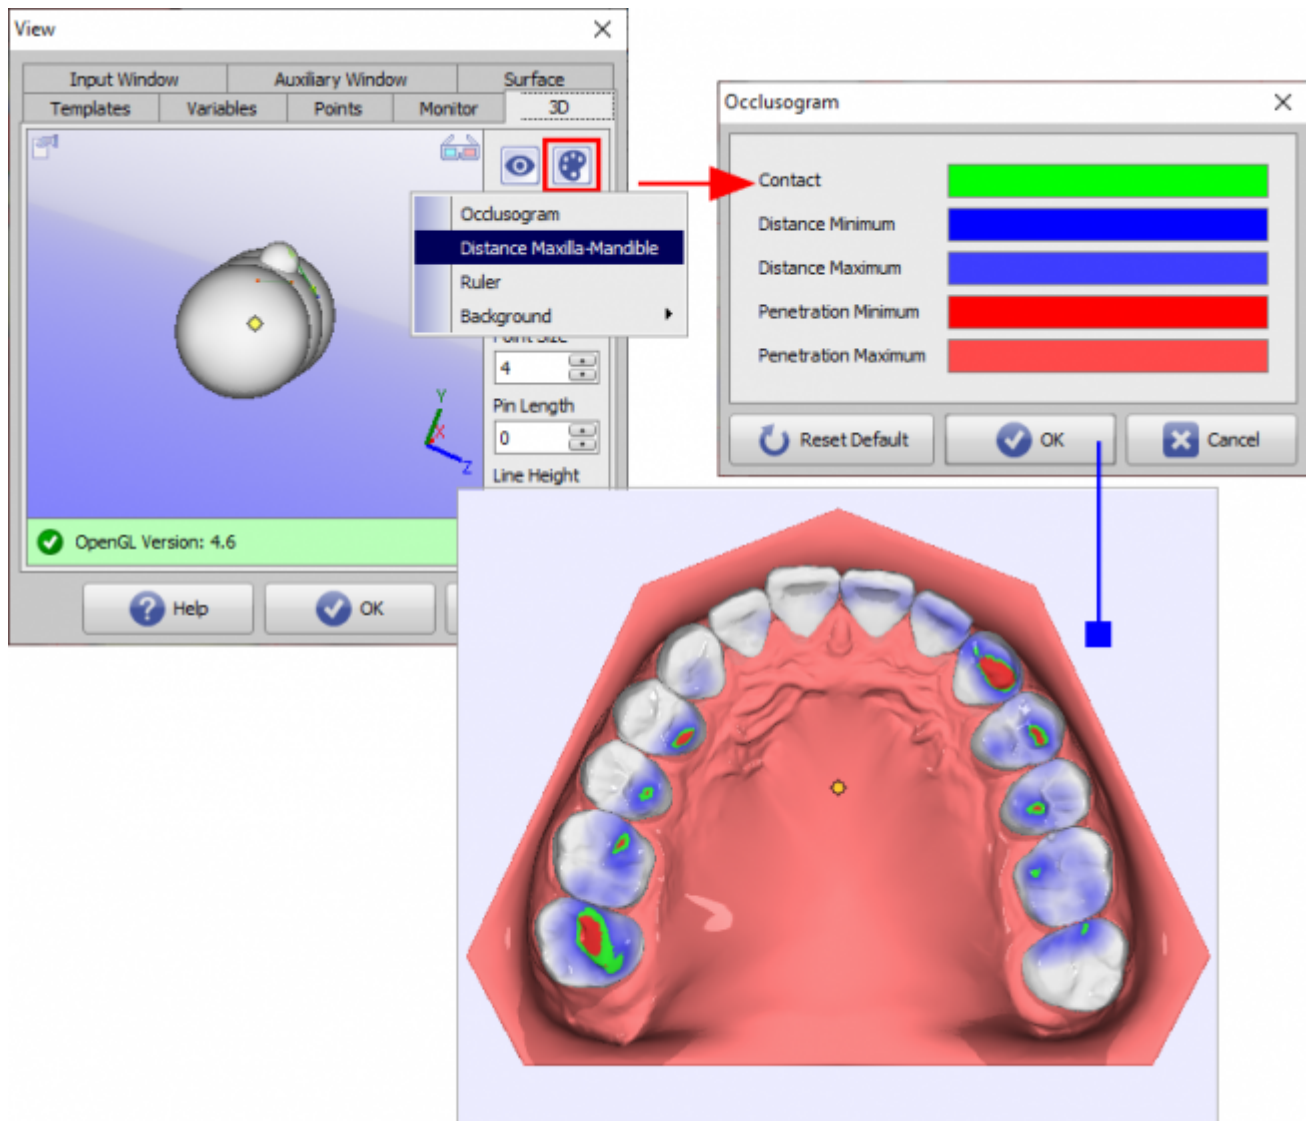 View
Input Window Auxiliary Window Surface
Templates Variables Points Monitor 3D
Occlusogram
Distance Maxilla-Mandible
Ruler
Background
Point Size
4
Pin Length
0
Line Height
Y
X
Z
OpenGL Version: 4.6
Help OK
Occlusogram
Contact
Distance Minimum
Distance Maximum
Penetration Minimum
Penetration Maximum
Reset Default OK Cancel